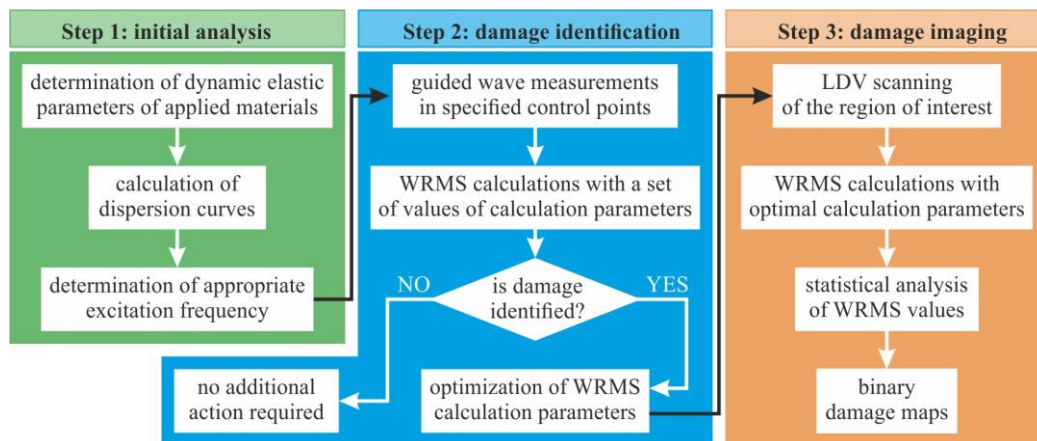 Step 1: initial analysis
determination of dynamic elastic
parameters of applied materials
calculation of
dispersion curves
determination of appropriate
excitation frequency
Step 2: damage identification
guided wave measurements
in specified control points
WRMS calculations with a set
of values of calculation parameters
is damage
identified?
NO
YES
no additional
action required
optimization of WRMS
calculation parameters
Step 3: damage imaging
LDV scanning
of the region of interest
WRMS calculations with
optimal calculation parameters
statistical analysis
of WRMS values
binary
damage maps